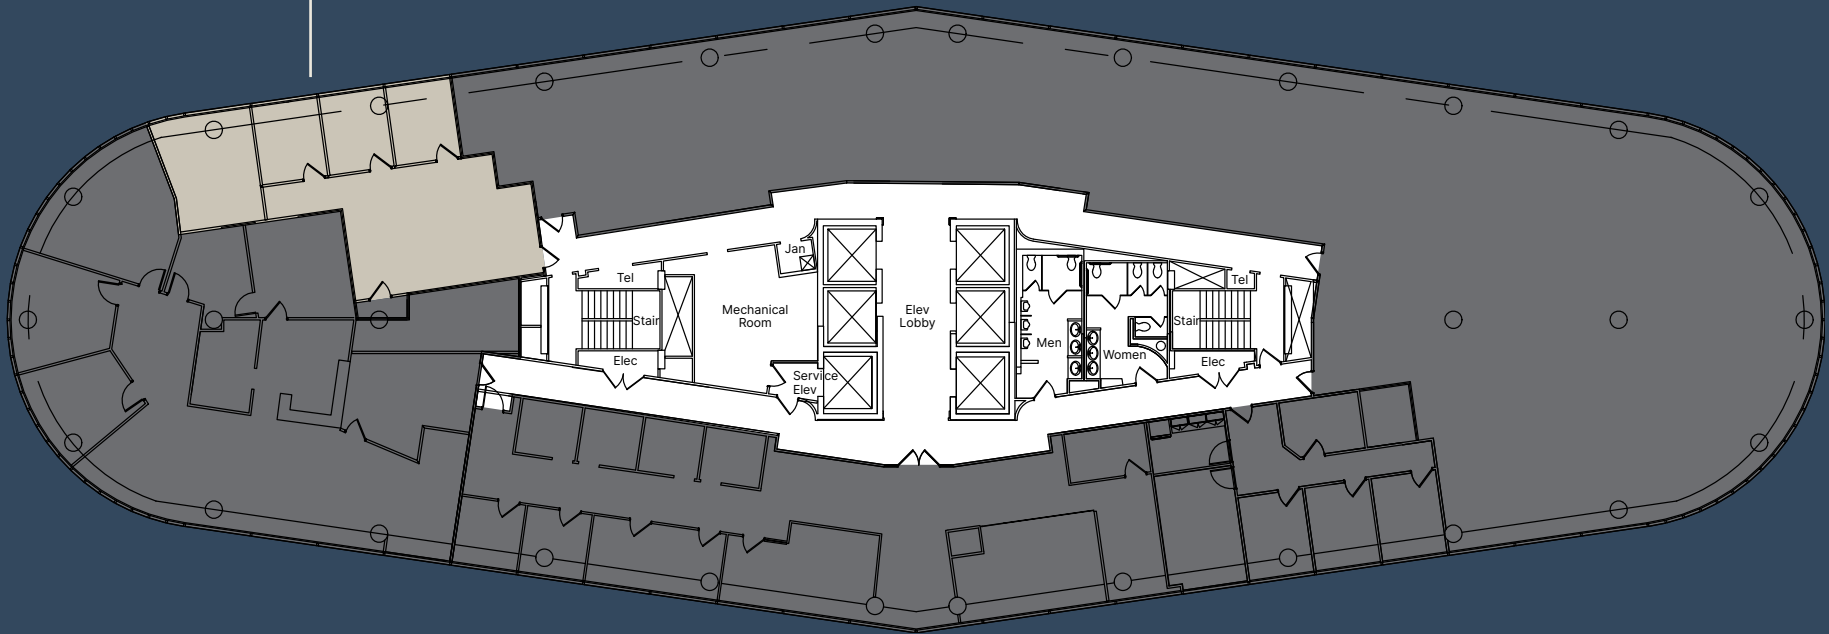 Jan
Tel
Tel
Mechanical
Room
Elev
Lobby
Stair
Stair
Men
Women
Elec
Elec
Service
Elev